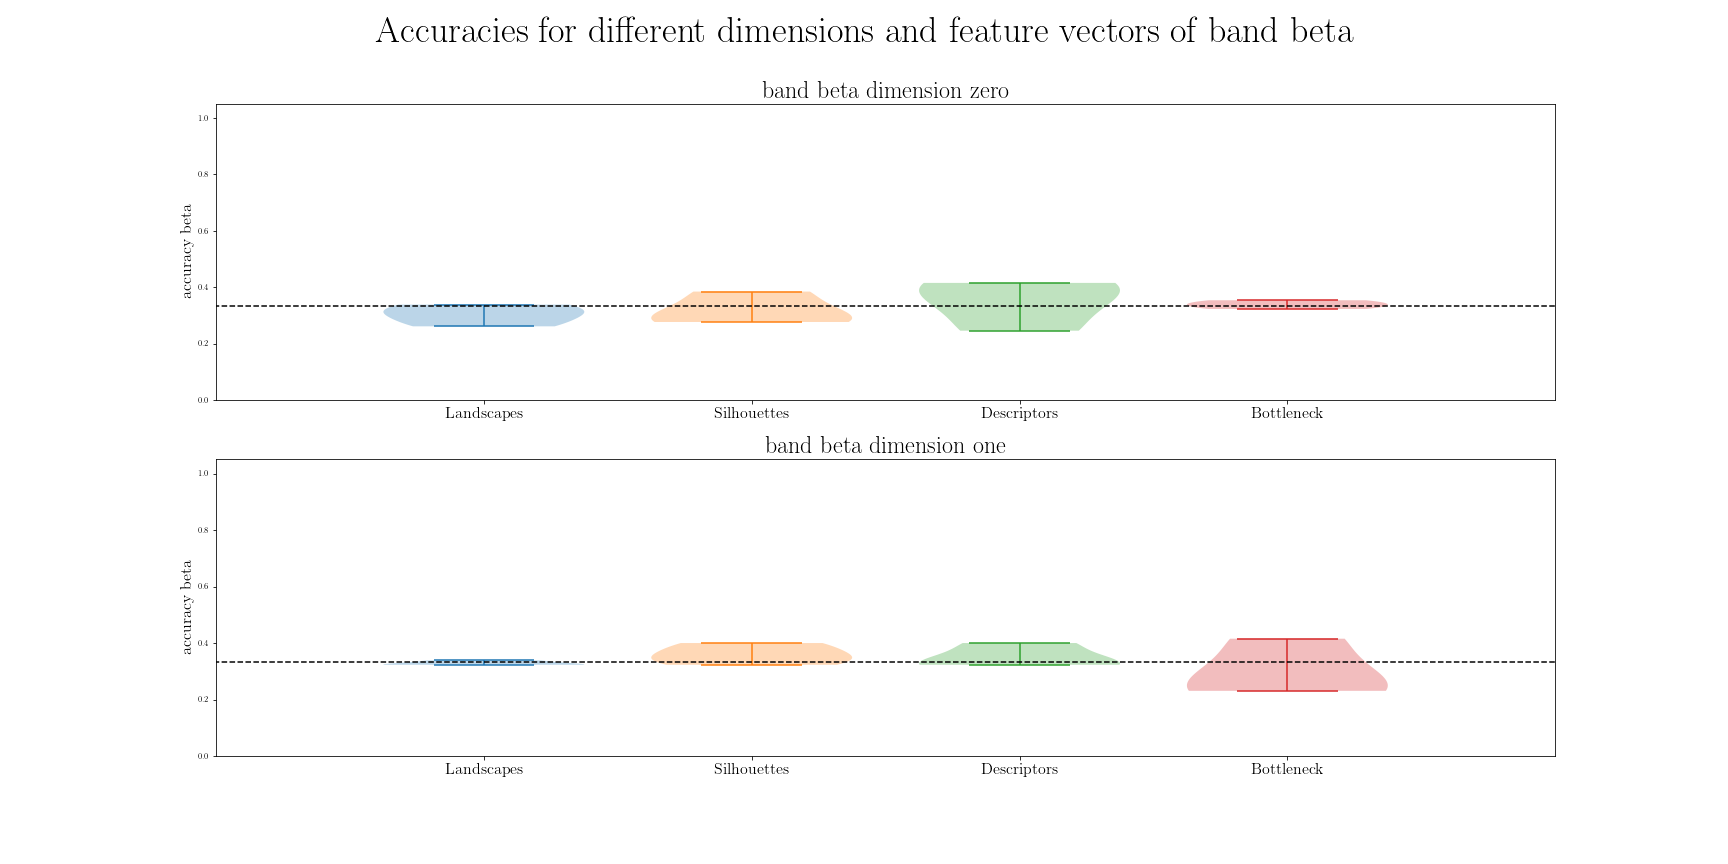 Accuracies for different dimensions and feature vectors of band beta
band beta dimension zero
1.0
0.8
0.6
0.4
0.2
0.0
accuracy beta
Landscapes Silhouettes Descriptors Bottleneck
band beta dimension one
1.0
0.8
0.6
0.4
0.2
0.0
accuracy beta
Landscapes Silhouettes Descriptors Bottleneck